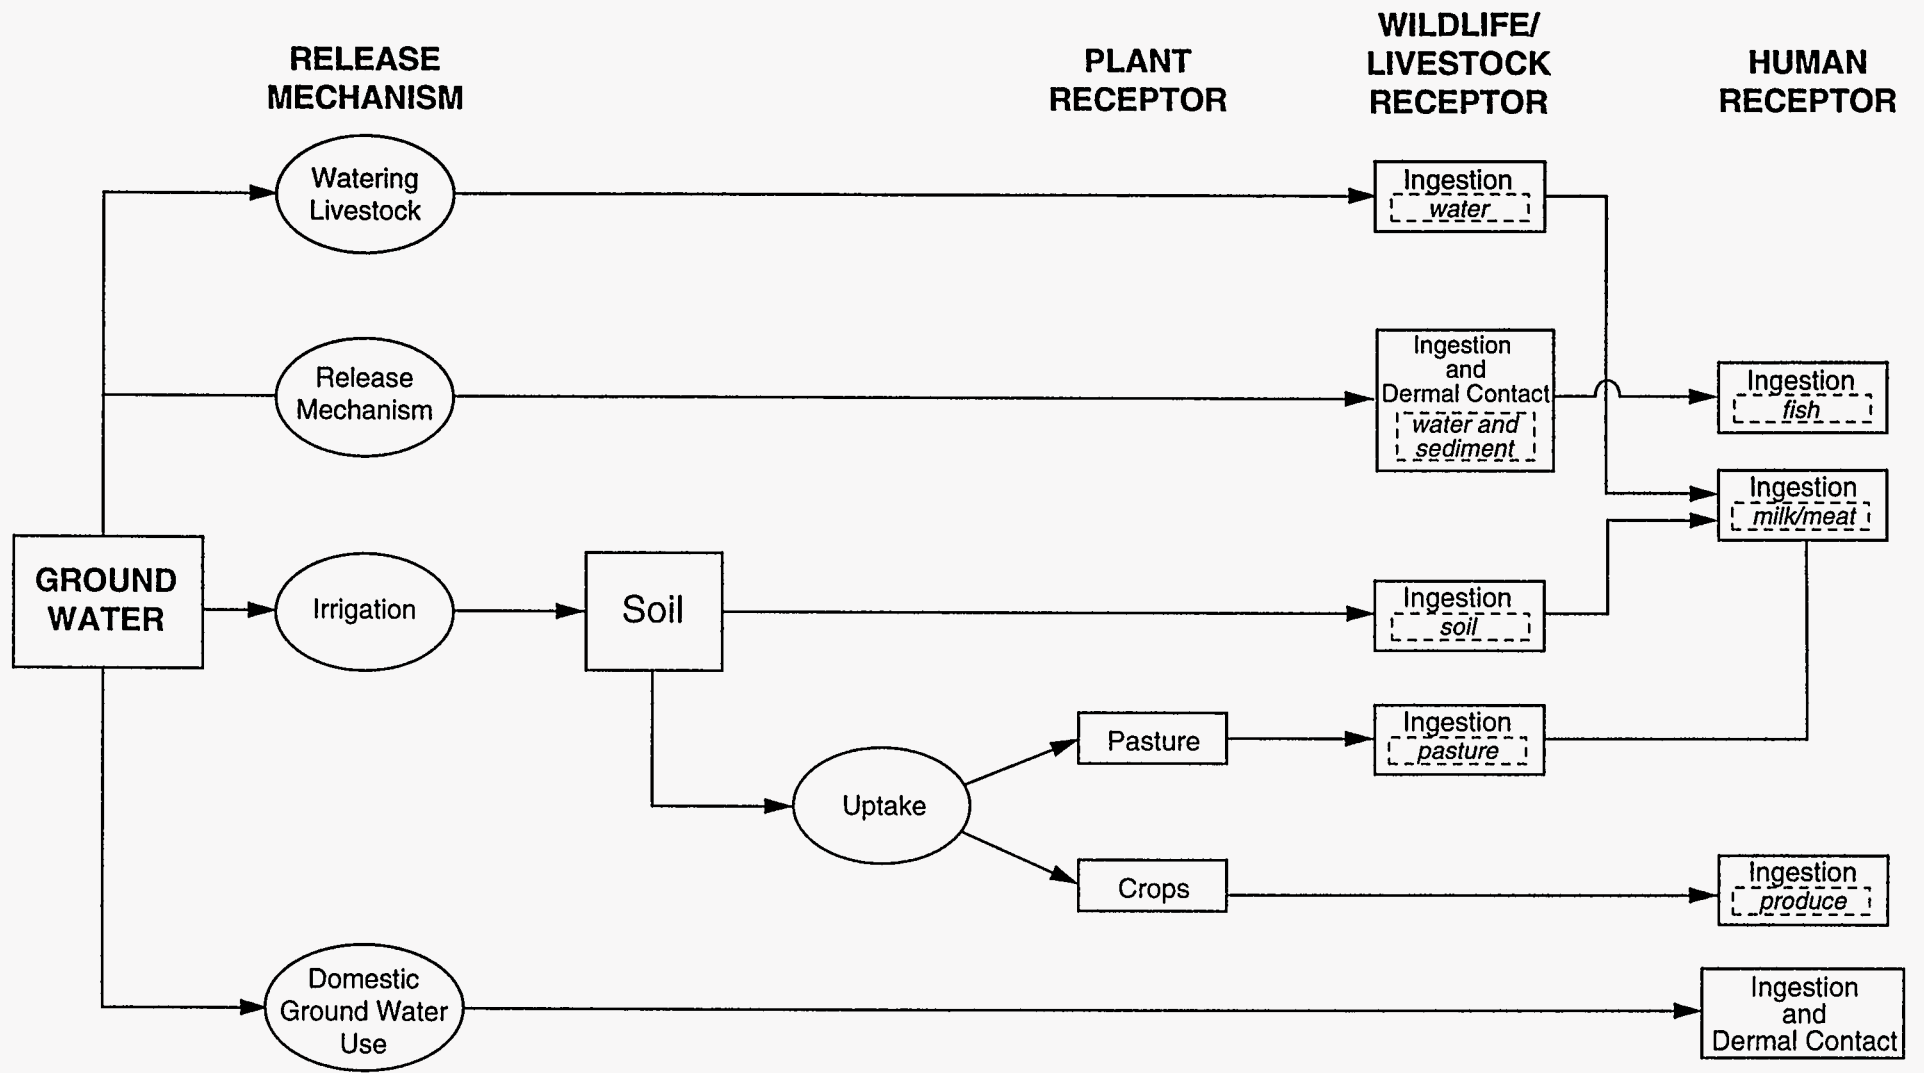 RELEASE
MECHANISM
PLANT
RECEPTOR
WILDLIFE/
LIVESTOCK
RECEPTOR
HUMAN
RECEPTOR
Watering
Livestock
Ingestion
water
Release
Mechanism
Ingestion
and
Dermal Contact
water and
sediment
Ingestion
fish
Ingestion
milk/meat
GROUND
WATER
Irrigation
Soil
Ingestion
soil
Pasture
Ingestion
pasture
Uptake
Crops
Ingestion
produce
Domestic
Ground Water
Use
Ingestion
and
Dermal Contact